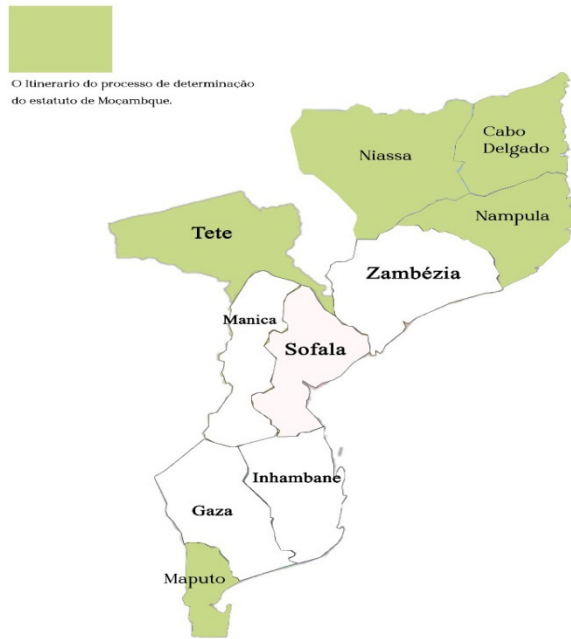 O Itinerario do processo de determinação
do estatuto de Moçambque.
Cabo
Delgado
Niassa
Nampula
Tete
Zambézia
Manica
Sofala
Inhambane
Gaza
Maputo